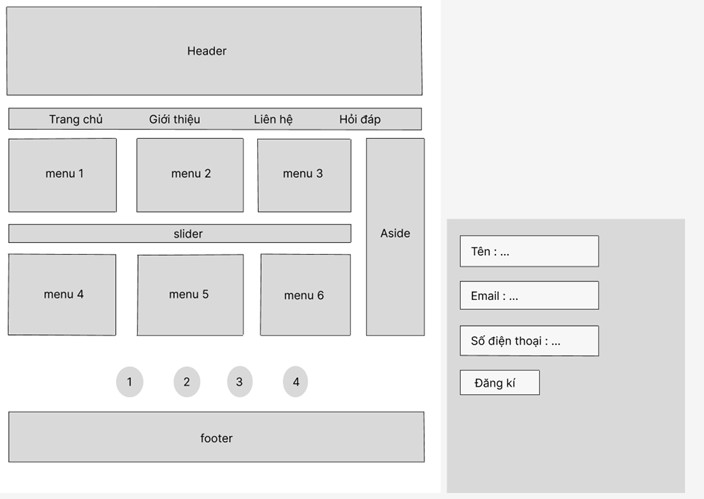 Header
Trang chủ
Giới thiệu
Liên hệ
Hỏi đáp
menu 1
menu 2
menu 3
Aside
slider
menu 4
menu 5
menu 6
1
2
3
4
footer
Tên : ...
Email : ...
Số điện thoại : ...
Đăng kí